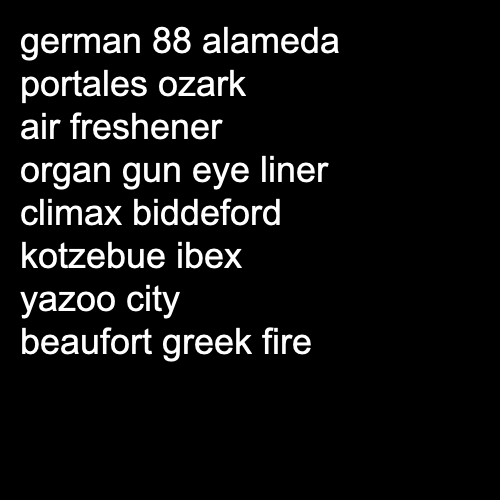 german 88 alameda
portales ozark
air freshener
organ gun eye liner
climax biddeford
kotzebue ibex
yazoo city
beaufort greek fire